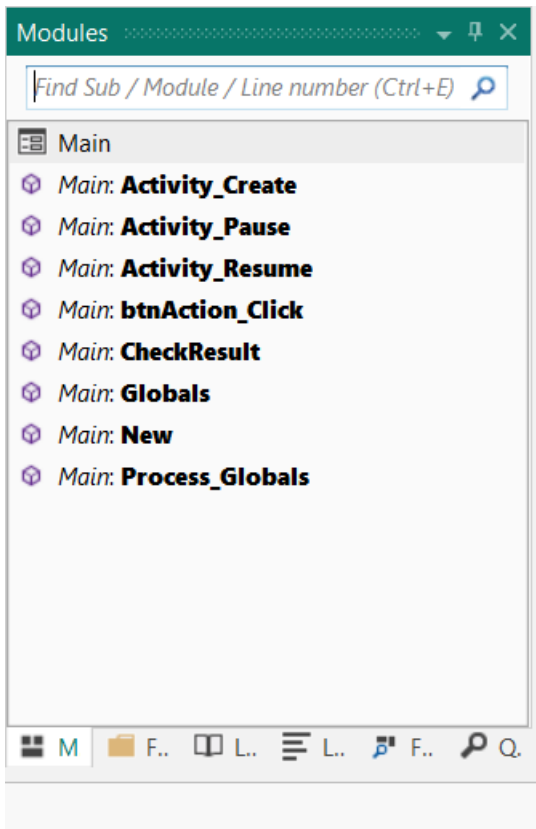 Modules
Find Sub / Module / Line number (Ctrl+E)
Main
Main: Activity_Create
Main: Activity_Pause
Main: Activity_Resume
Main: btnAction_Click
Main: CheckResult
Main: Globals
Main: New
Main: Process_Globals
M F.. L.. L.. F.. Q.